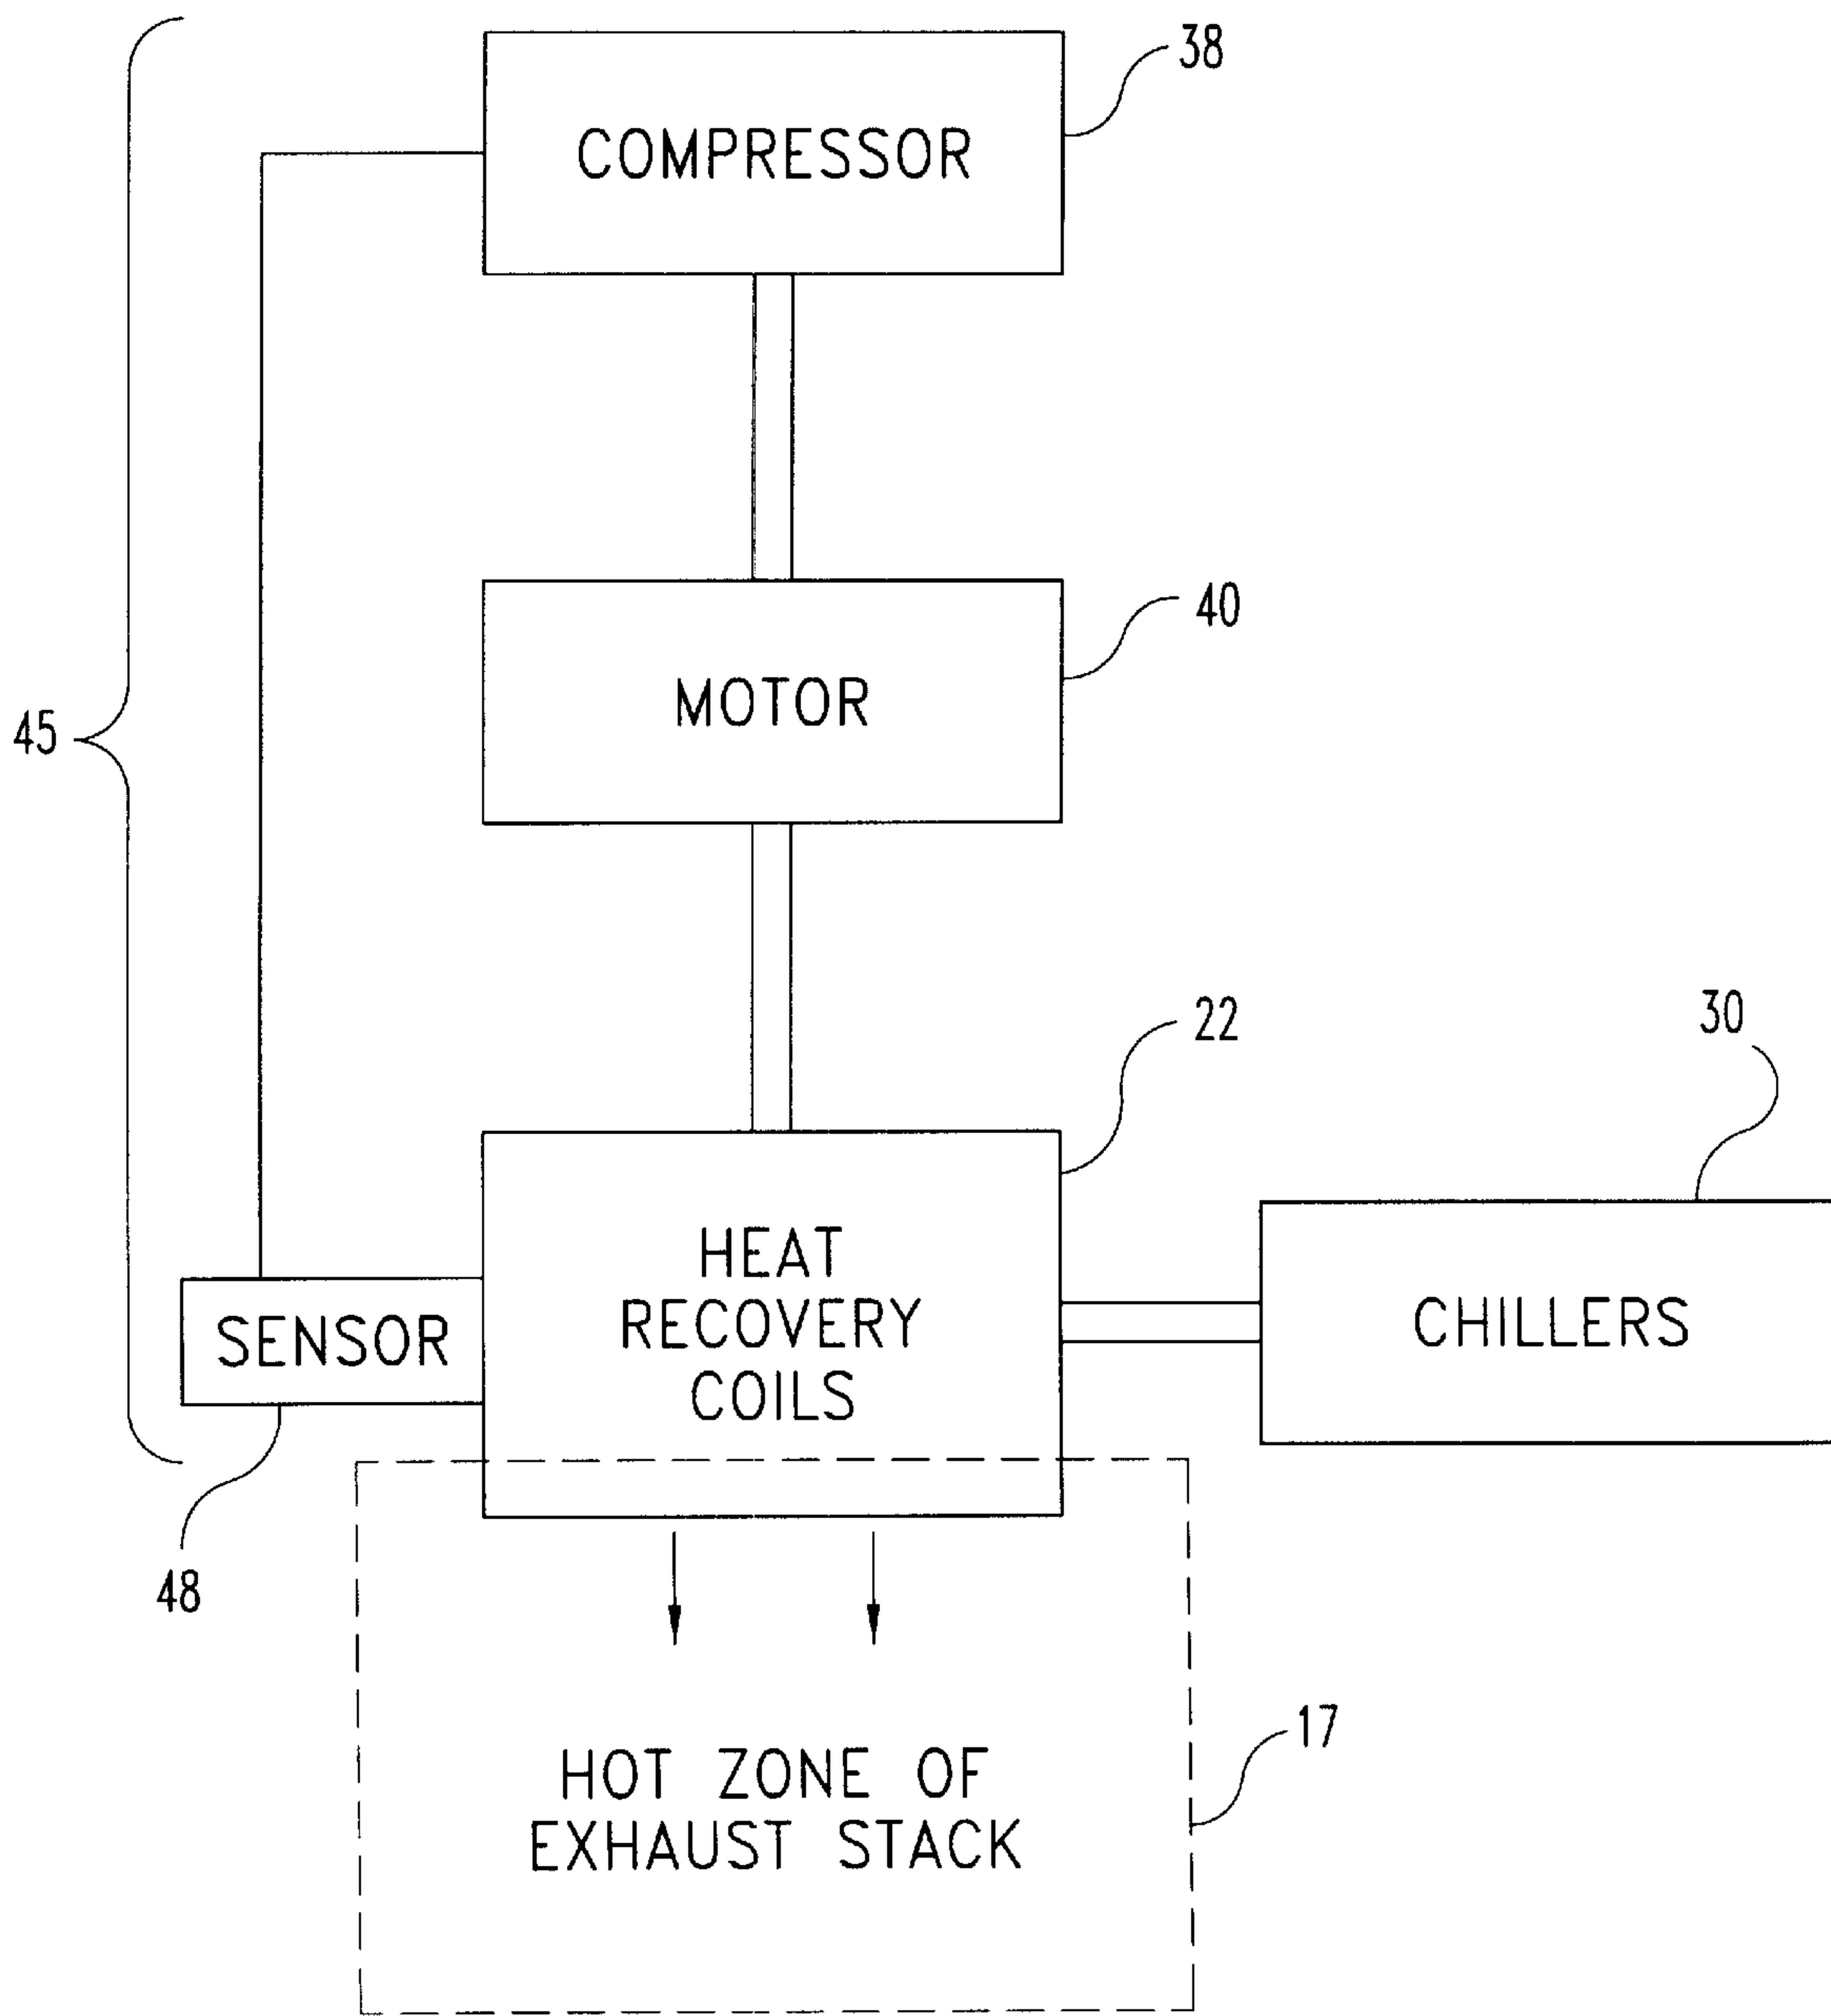 38
COMPRESSOR
40
MOTOR
45
22
30
HEAT
RECOVERY
COILS
SENSOR
CHILLERS
48
17
HOT ZONE OF
EXHAUST STACK